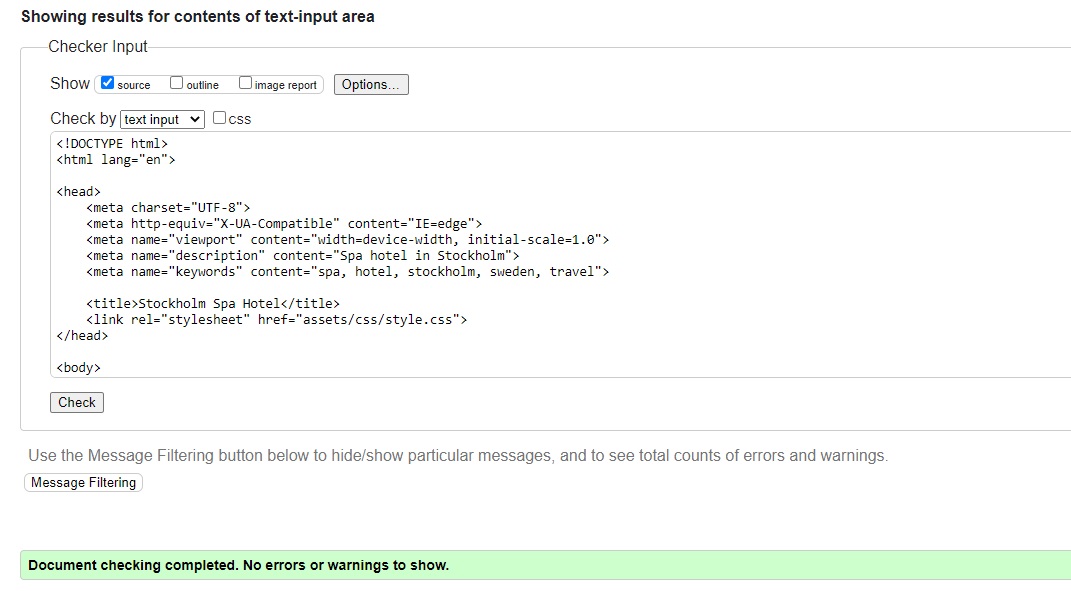 Showing results for contents of text-input area
Checker Input
Show source outline image report Options...
Check by text input css
<!DOCTYPE html>
<html lang="en">
<head>
    <meta charset="UTF-8">
    <meta http-equiv="X-UA-Compatible" content="IE=edge">
    <meta name="viewport" content="width=device-width, initial-scale=1.0">
    <meta name="description" content="Spa hotel in Stockholm">
    <meta name="keywords" content="spa, hotel, stockholm, sweden, travel">
    <title>Stockholm Spa Hotel</title>
    <link rel="stylesheet" href="assets/css/style.css">
</head>
<body>
Check
Use the Message Filtering button below to hide/show particular messages, and to see total counts of errors and warnings.
Message Filtering
Document checking completed. No errors or warnings to show.